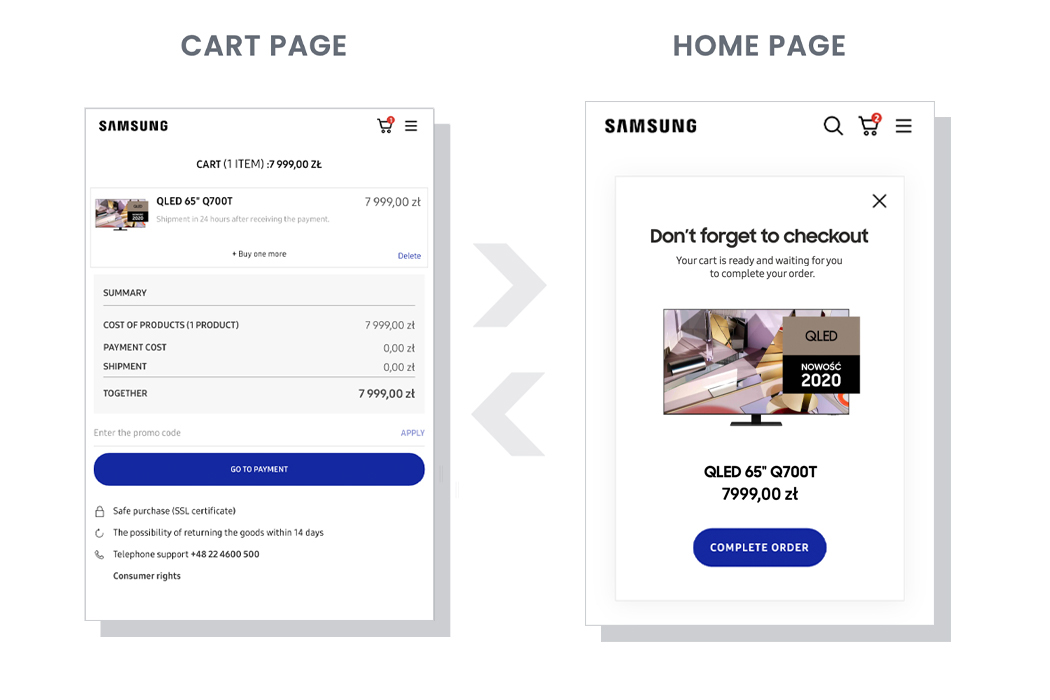 CART PAGE
SAMSUNG
1
CART (1 ITEM) :7 999,00 ZŁ
QLED
NOWOŚĆ
2020
QLED 65" Q700T
7 999,00 zł
Shipment in 24 hours after receiving the payment.
+ Buy one more
Delete
SUMMARY
COST OF PRODUCTS (1 PRODUCT)
7 999,00 zł
PAYMENT COST
0,00 zł
SHIPMENT
0,00 zł
TOGETHER
7 999,00 zł
Enter the promo code
APPLY
GO TO PAYMENT
Safe purchase (SSL certificate)
The possibility of returning the goods within 14 days
Telephone support +48 22 4600 500
Consumer rights
HOME PAGE
SAMSUNG
2
Don't forget to checkout
Your cart is ready and waiting for you
to complete your order.
QLED
NOWOŚĆ
2020
QLED 65" Q700T
7999,00 zł
COMPLETE ORDER